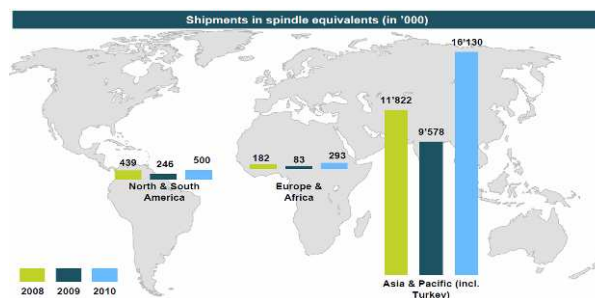 Shipments in spindle equivalents (in '000)
16'130
11'822
9'578
439
246
500
182
83
293
North & South
America
Europe &
Africa
Asia & Pacific (incl.
Turkey)
2008
2009
2010